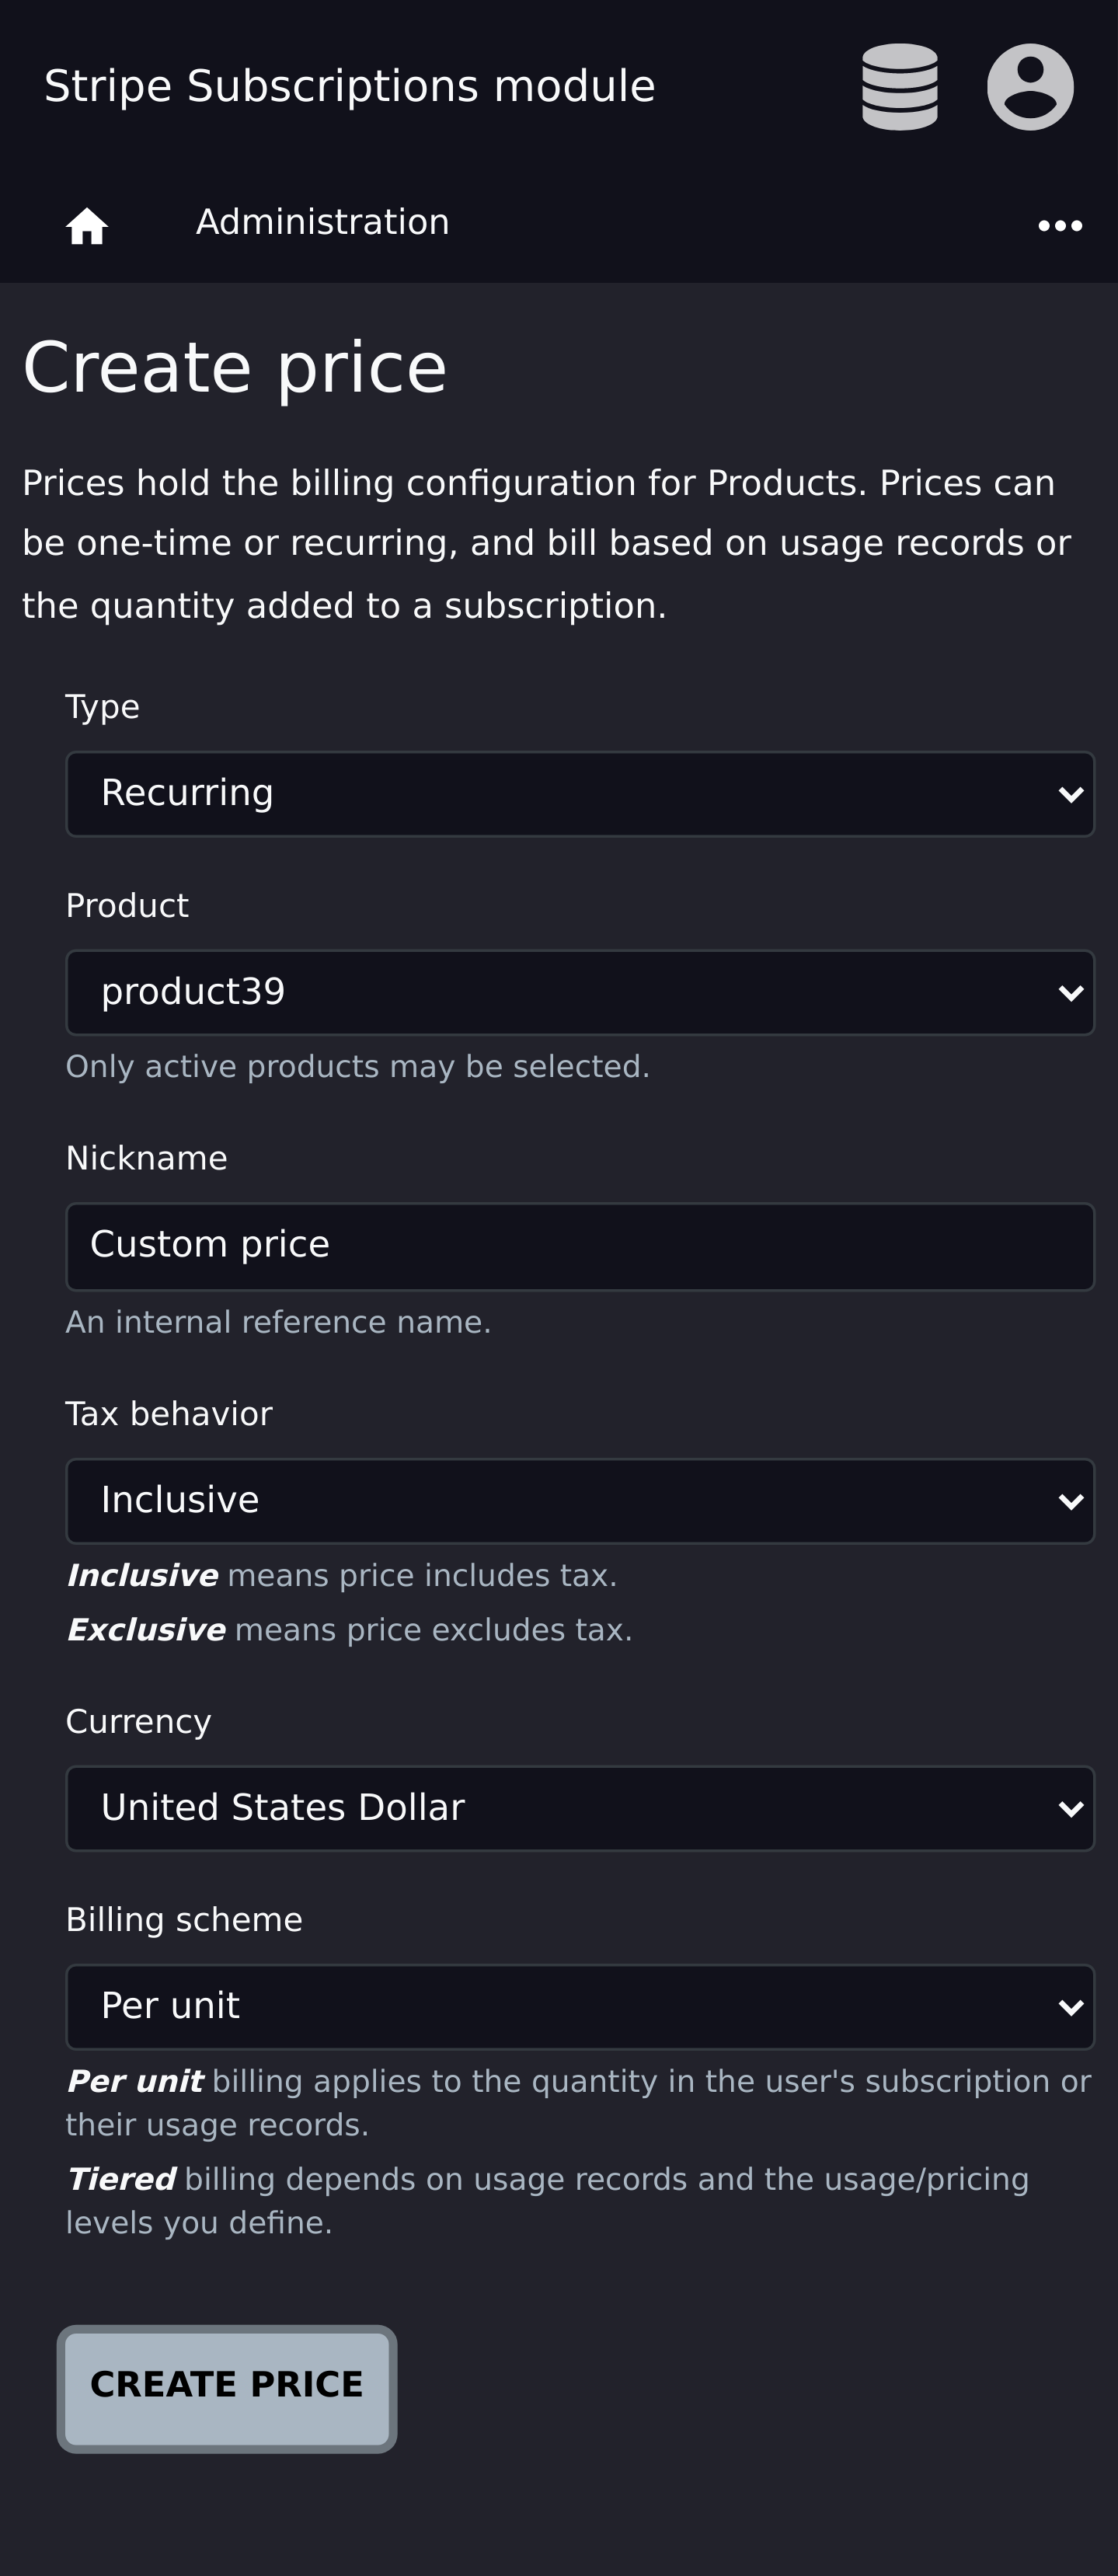 Stripe Subscriptions module
Administration
Create price
Prices hold the billing configuration for Products. Prices can
be one-time or recurring, and bill based on usage records or
the quantity added to a subscription.
Type
Recurring
Product
product39
Only active products may be selected.
Nickname
Custom price
An internal reference name.
Tax behavior
Inclusive
Inclusive means price includes tax.
Exclusive means price excludes tax.
Currency
United States Dollar
Billing scheme
Per unit
Per unit billing applies to the quantity in the user's subscription or
their usage records.
Tiered billing depends on usage records and the usage/pricing
levels you define.
CREATE PRICE